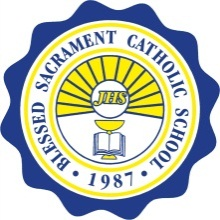 BLESSED SACRAMENT CATHOLIC SCHOOL
JHS
• 1987 •